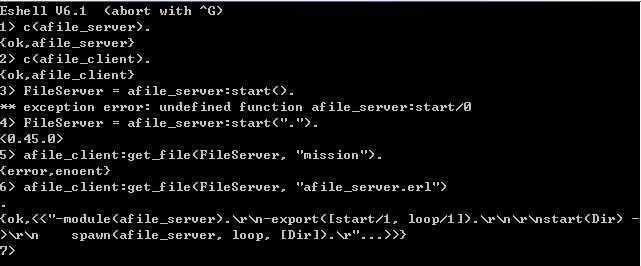 Eshell V6.1  (abort with ^G)
1> c(afile_server).
{ok,afile_server}
2> c(afile_client).
{ok,afile_client}
3> FileServer = afile_server:start().
** exception error: undefined function afile_server:start/0
4> FileServer = afile_server:start(".").
<0.45.0>
5> afile_client:get_file(FileServer, "mission").
{error,enoent}
6> afile_client:get_file(FileServer, "afile_server.erl")
.
{ok,<<"-module(afile_server).\r\n-export([start/1, loop/1]).\r\n\r\nstart(Dir) -
>\r\n    spawn(afile_server, loop, [Dir]).\r"...>>}
7>